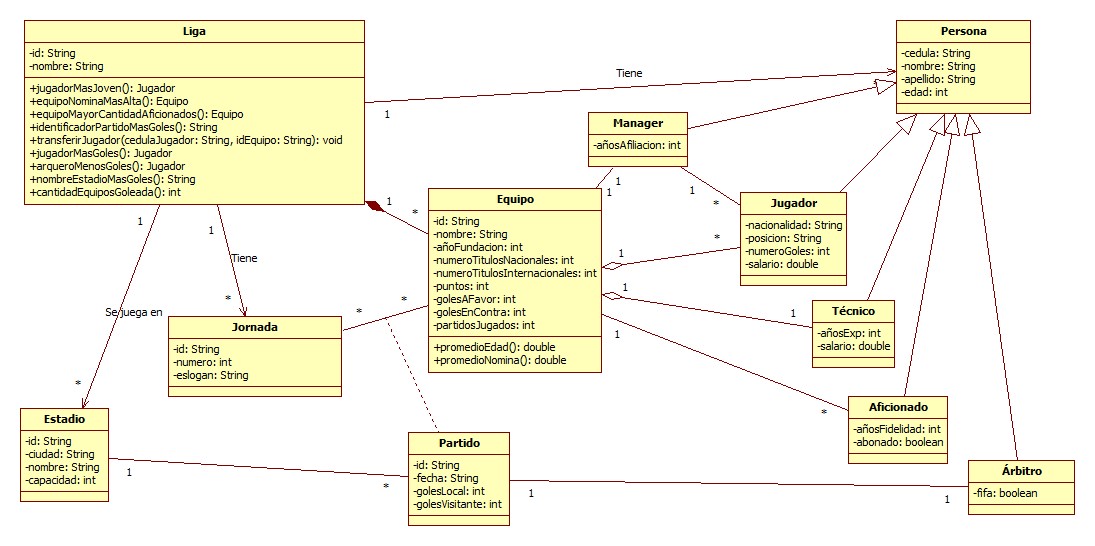 Liga
-id: String
-nombre: String
+jugadorMasJoven(): Jugador
+equipoNominaMasAlta(): Equipo
+equipoMayorCantidadAficionados(): Equipo
+identificadorPartidoMasGoles(): String
+transferirJugador(cedulaJugador: String, idEquipo: String): void
+jugadorMasGoles(): Jugador
+arqueroMenosGoles(): Jugador
+nombreEstadioMasGoles(): String
+cantidadEquiposGoleada(): int
Persona
-cedula: String
-nombre: String
-apellido: String
-edad: int
Tiene
1
Manager
-añosAfiliacion: int
1
1
1
*
Equipo
-id: String
-nombre: String
-añoFundacion: int
-numeroTitulosNacionales: int
-numeroTitulosInternacionales: int
-puntos: int
-golesAFavor: int
-golesEnContra: int
-partidosJugados: int
+promedioEdad(): double
+promedioNomina(): double
Jugador
-nacionalidad: String
-posicion: String
-numeroGoles: int
-salario: double
1
*
1
*
1
1
Tiene
*
1
1
Técnico
-añosExp: int
-salario: double
*
*
Jornada
-id: String
-numero: int
-eslogan: String
Se juega en
*
1
*
Aficionado
-añosFidelidad: int
-abonado: boolean
Estadio
-id: String
-ciudad: String
-nombre: String
-capacidad: int
1
*
Partido
-id: String
-fecha: String
-golesLocal: int
-golesVisitante: int
1
1
Árbitro
-fifa: boolean